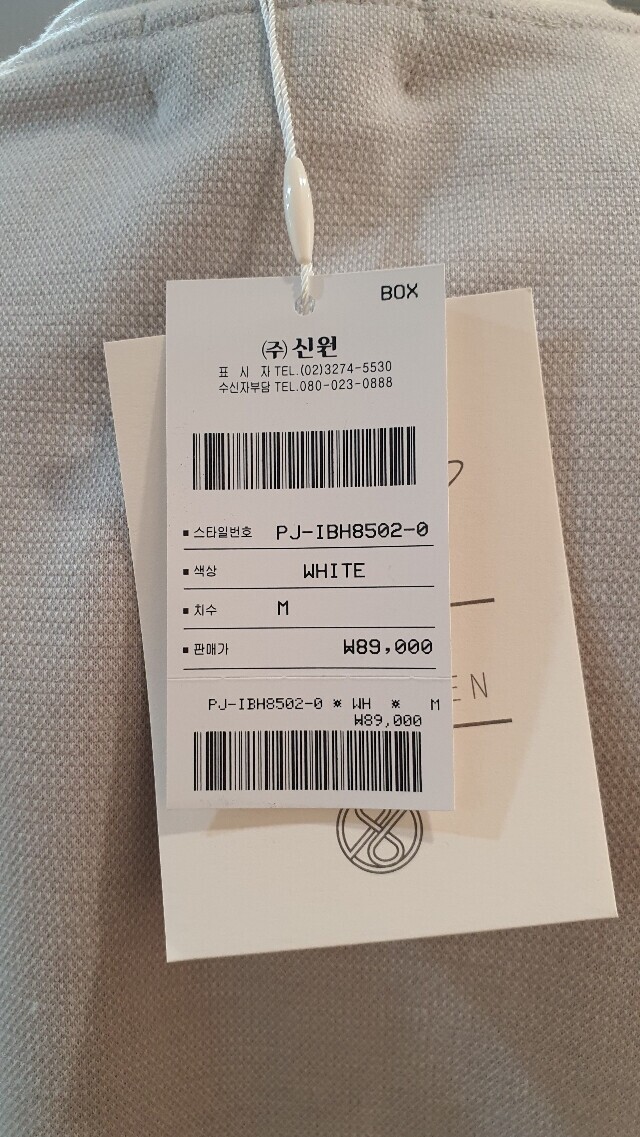 BOX
㈜ 신원
표 시 자 TEL.(02)3274-5530
수신자부담 TEL.080-023-0888
■ 스타일번호 PJ-IBH8502-0
■ 색상 WHITE
■ 치수 M
■ 판매가 ₩89,000
PJ-IBH8502-0 ※ WH ※ M
₩89,000
EN